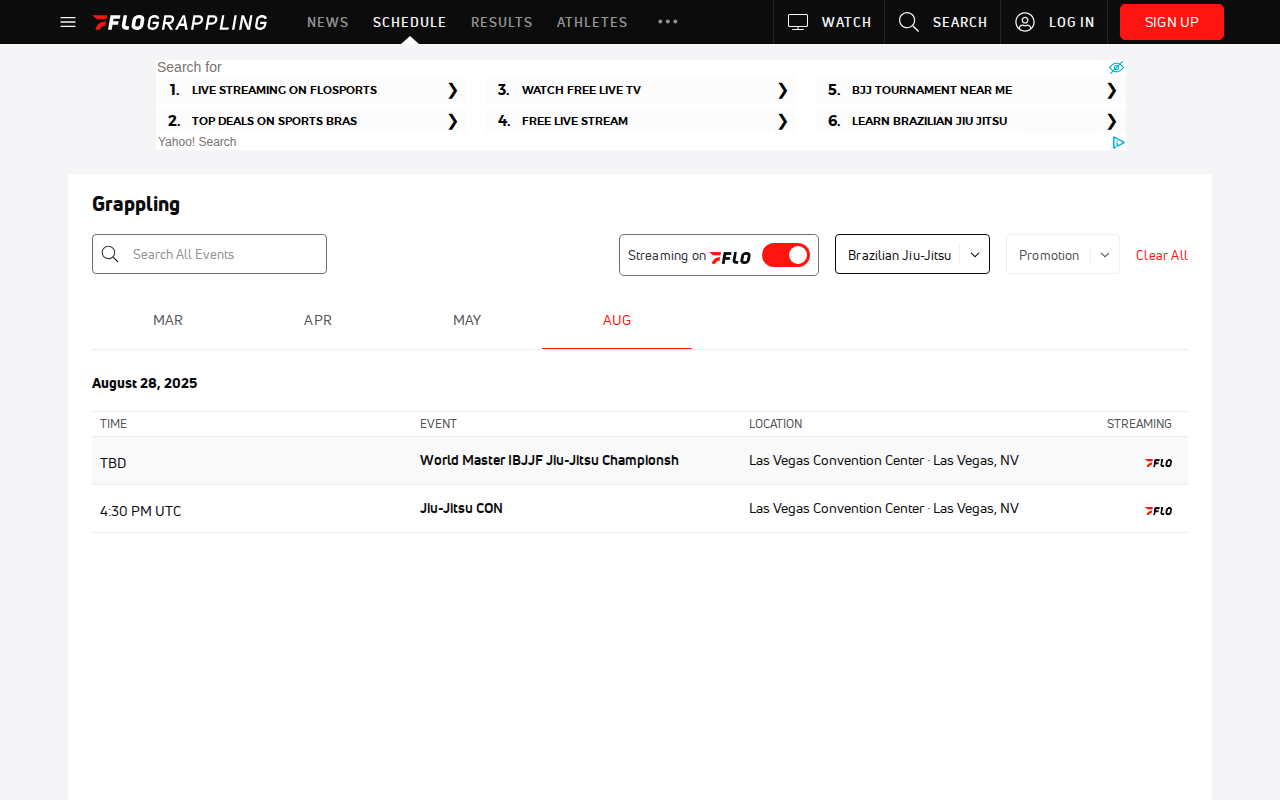 FLOGRAPPLING NEWS SCHEDULE RESULTS ATHLETES ••• WATCH SEARCH LOG IN SIGN UP
Search for
1. LIVE STREAMING ON FLOSPORTS ❯ 3. WATCH FREE LIVE TV ❯ 5. BJJ TOURNAMENT NEAR ME ❯
2. TOP DEALS ON SPORTS BRAS ❯ 4. FREE LIVE STREAM ❯ 6. LEARN BRAZILIAN JIU JITSU ❯
Yahoo! Search
Grappling
Search All Events Streaming on FLO Brazilian Jiu-Jitsu Promotion Clear All
MAR APR MAY AUG
August 28, 2025
TIME EVENT LOCATION STREAMING
TBD World Master IBJJF Jiu-Jitsu Championsh Las Vegas Convention Center · Las Vegas, NV FLO
4:30 PM UTC Jiu-Jitsu CON Las Vegas Convention Center · Las Vegas, NV FLO